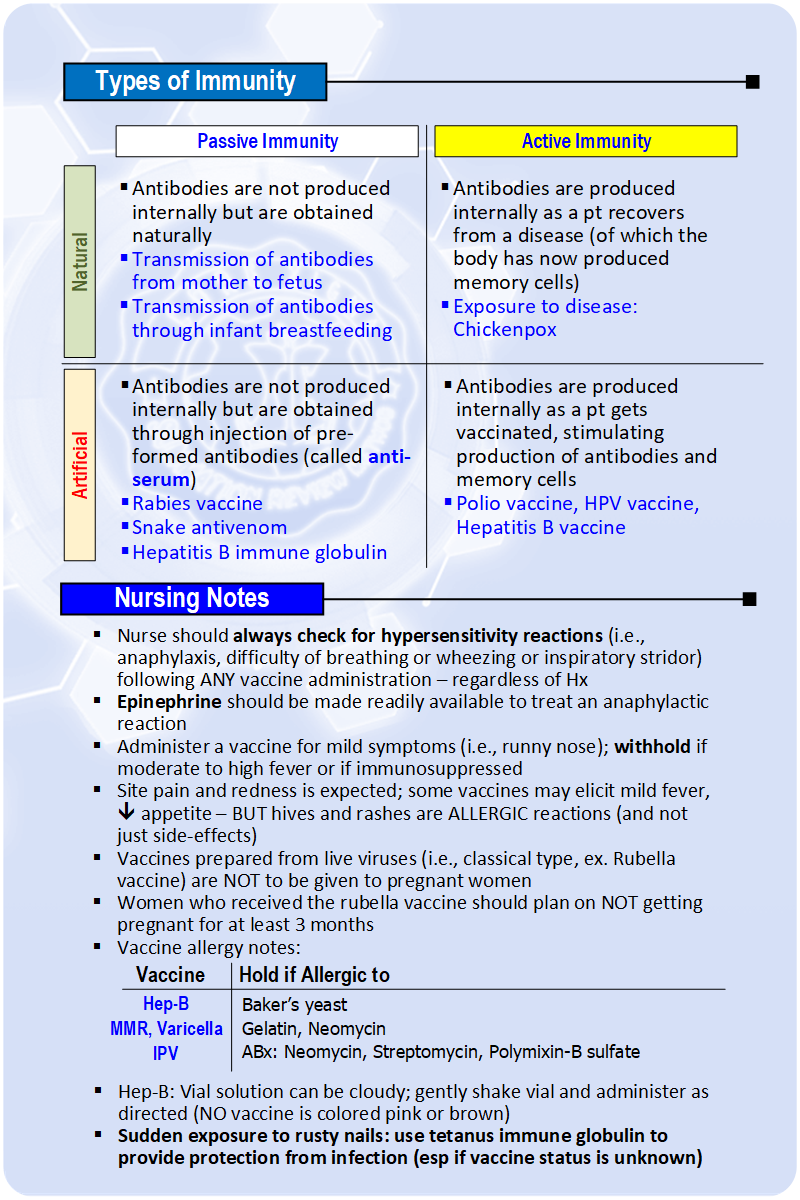 Types of Immunity
Passive Immunity
Active Immunity
Natural
▪ Antibodies are not produced
internally but are obtained
naturally
▪ Transmission of antibodies
from mother to fetus
▪ Transmission of antibodies
through infant breastfeeding
▪ Antibodies are produced
internally as a pt recovers
from a disease (of which the
body has now produced
memory cells)
▪ Exposure to disease:
Chickenpox
Artificial
▪ Antibodies are not produced
internally but are obtained
through injection of pre-
formed antibodies (called anti-
serum)
▪ Rabies vaccine
▪ Snake antivenom
▪ Hepatitis B immune globulin
▪ Antibodies are produced
internally as a pt gets
vaccinated, stimulating
production of antibodies and
memory cells
▪ Polio vaccine, HPV vaccine,
Hepatitis B vaccine
Nursing Notes
▪ Nurse should always check for hypersensitivity reactions (i.e.,
anaphylaxis, difficulty of breathing or wheezing or inspiratory stridor)
following ANY vaccine administration – regardless of Hx
▪ Epinephrine should be made readily available to treat an anaphylactic
reaction
▪ Administer a vaccine for mild symptoms (i.e., runny nose); withhold if
moderate to high fever or if immunosuppressed
▪ Site pain and redness is expected; some vaccines may elicit mild fever,
🡻 appetite – BUT hives and rashes are ALLERGIC reactions (and not
just side-effects)
▪ Vaccines prepared from live viruses (i.e., classical type, ex. Rubella
vaccine) are NOT to be given to pregnant women
▪ Women who received the rubella vaccine should plan on NOT getting
pregnant for at least 3 months
▪ Vaccine allergy notes:
Vaccine Hold if Allergic to
Hep-B Baker’s yeast
MMR, Varicella Gelatin, Neomycin
IPV ABx: Neomycin, Streptomycin, Polymixin-B sulfate
▪ Hep-B: Vial solution can be cloudy; gently shake vial and administer as
directed (NO vaccine is colored pink or brown)
▪ Sudden exposure to rusty nails: use tetanus immune globulin to
provide protection from infection (esp if vaccine status is unknown)